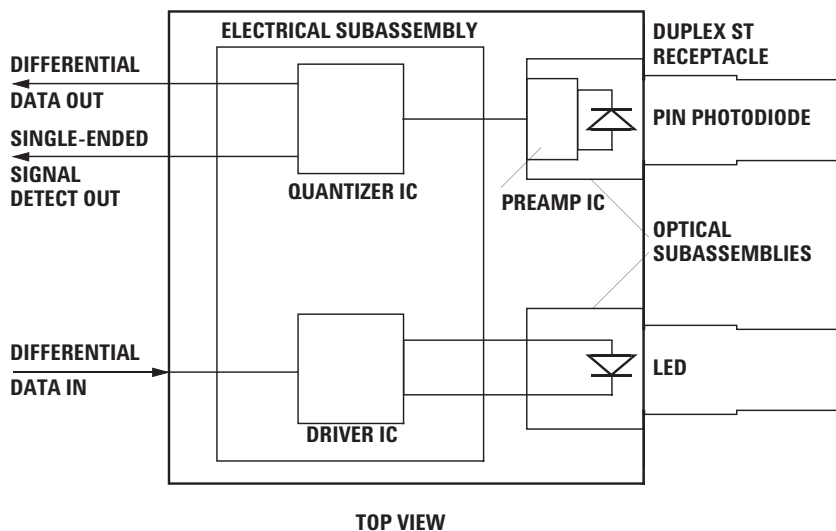 ELECTRICAL SUBASSEMBLY
DUPLEX ST
RECEPTACLE
DIFFERENTIAL
DATA OUT
SINGLE-ENDED
SIGNAL
DETECT OUT
QUANTIZER IC
PREAMP IC
PIN PHOTODIODE
OPTICAL
SUBASSEMBLIES
DIFFERENTIAL
DATA IN
DRIVER IC
LED
TOP VIEW